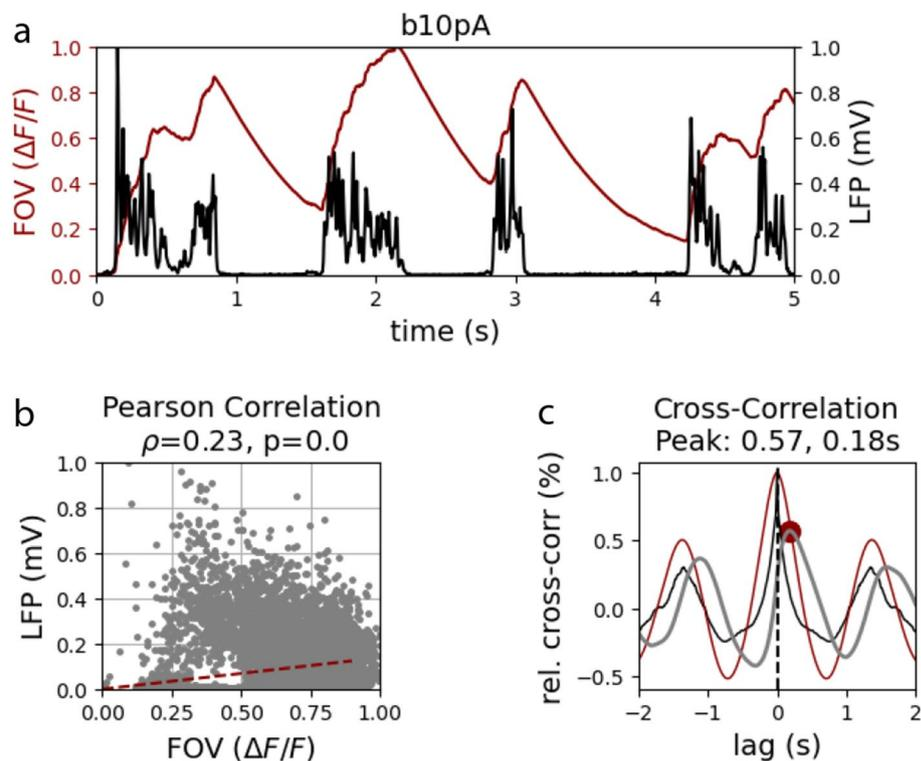 a
b10pA
FOV (ΔF/F)
1.0
0.8
0.6
0.4
0.2
0.0
1.0
0.8
0.6
0.4
0.2
0.0
LFP (mV)
0 1 2 3 4 5
time (s)
b
Pearson Correlation
ρ=0.23, p=0.0
LFP (mV)
1.0
0.8
0.6
0.4
0.2
0.0
0.00 0.25 0.50 0.75 1.00
FOV (ΔF/F)
c
Cross-Correlation
Peak: 0.57, 0.18s
rel. cross-corr (%)
1.0
0.5
0.0
−0.5
−2 −1 0 1 2
lag (s)